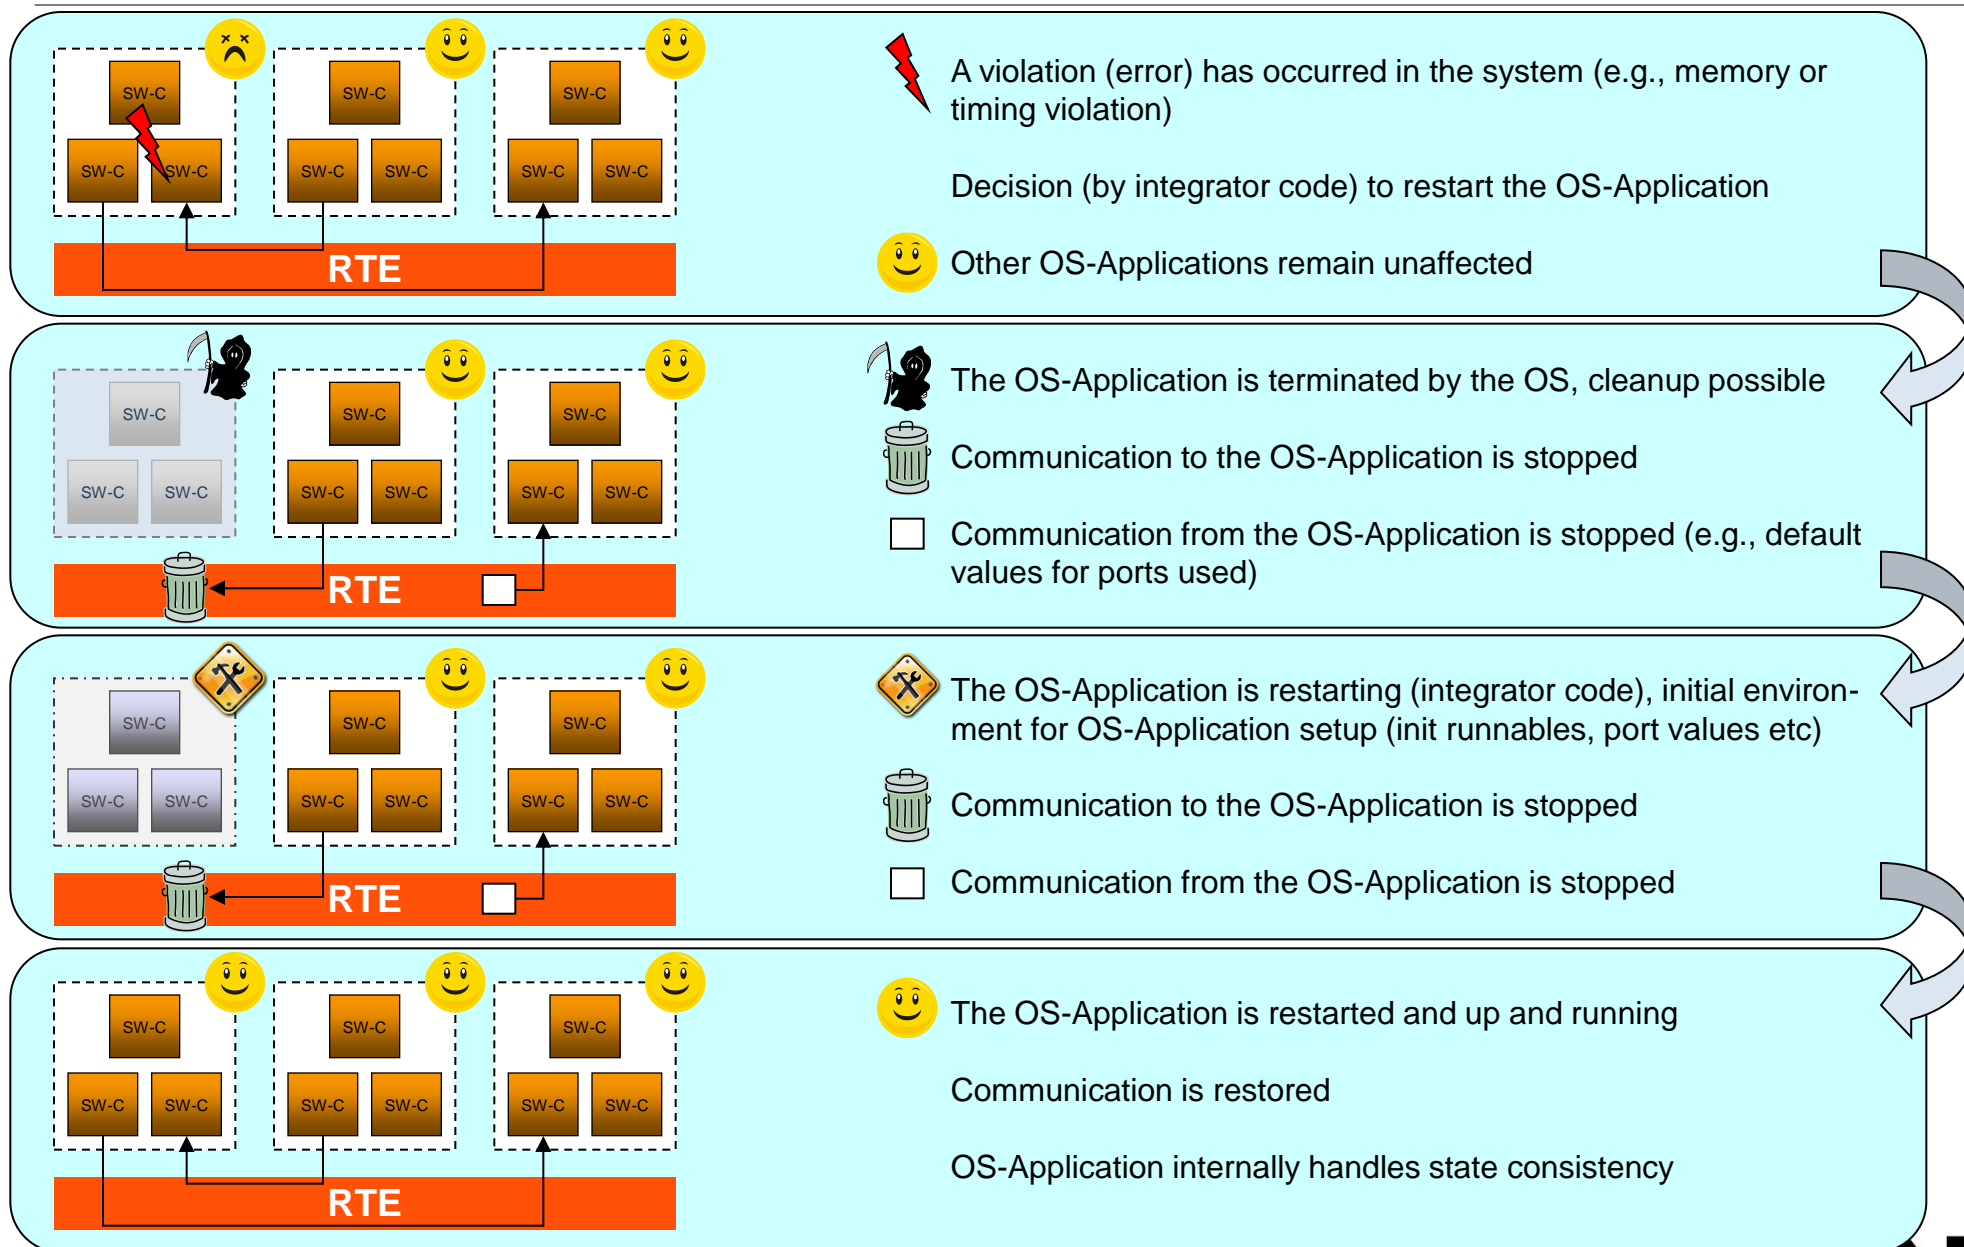 SW-C SW-C SW-C
SW-C SW-C SW-C SW-C SW-C SW-C
RTE
A violation (error) has occurred in the system (e.g., memory or
timing violation)
Decision (by integrator code) to restart the OS-Application
Other OS-Applications remain unaffected
SW-C SW-C SW-C
SW-C SW-C SW-C SW-C SW-C SW-C
RTE
The OS-Application is terminated by the OS, cleanup possible
Communication to the OS-Application is stopped
Communication from the OS-Application is stopped (e.g., default
values for ports used)
SW-C SW-C SW-C
SW-C SW-C SW-C SW-C SW-C SW-C
RTE
The OS-Application is restarting (integrator code), initial environ-
ment for OS-Application setup (init runnables, port values etc)
Communication to the OS-Application is stopped
Communication from the OS-Application is stopped
SW-C SW-C SW-C
SW-C SW-C SW-C SW-C SW-C SW-C
RTE
The OS-Application is restarted and up and running
Communication is restored
OS-Application internally handles state consistency